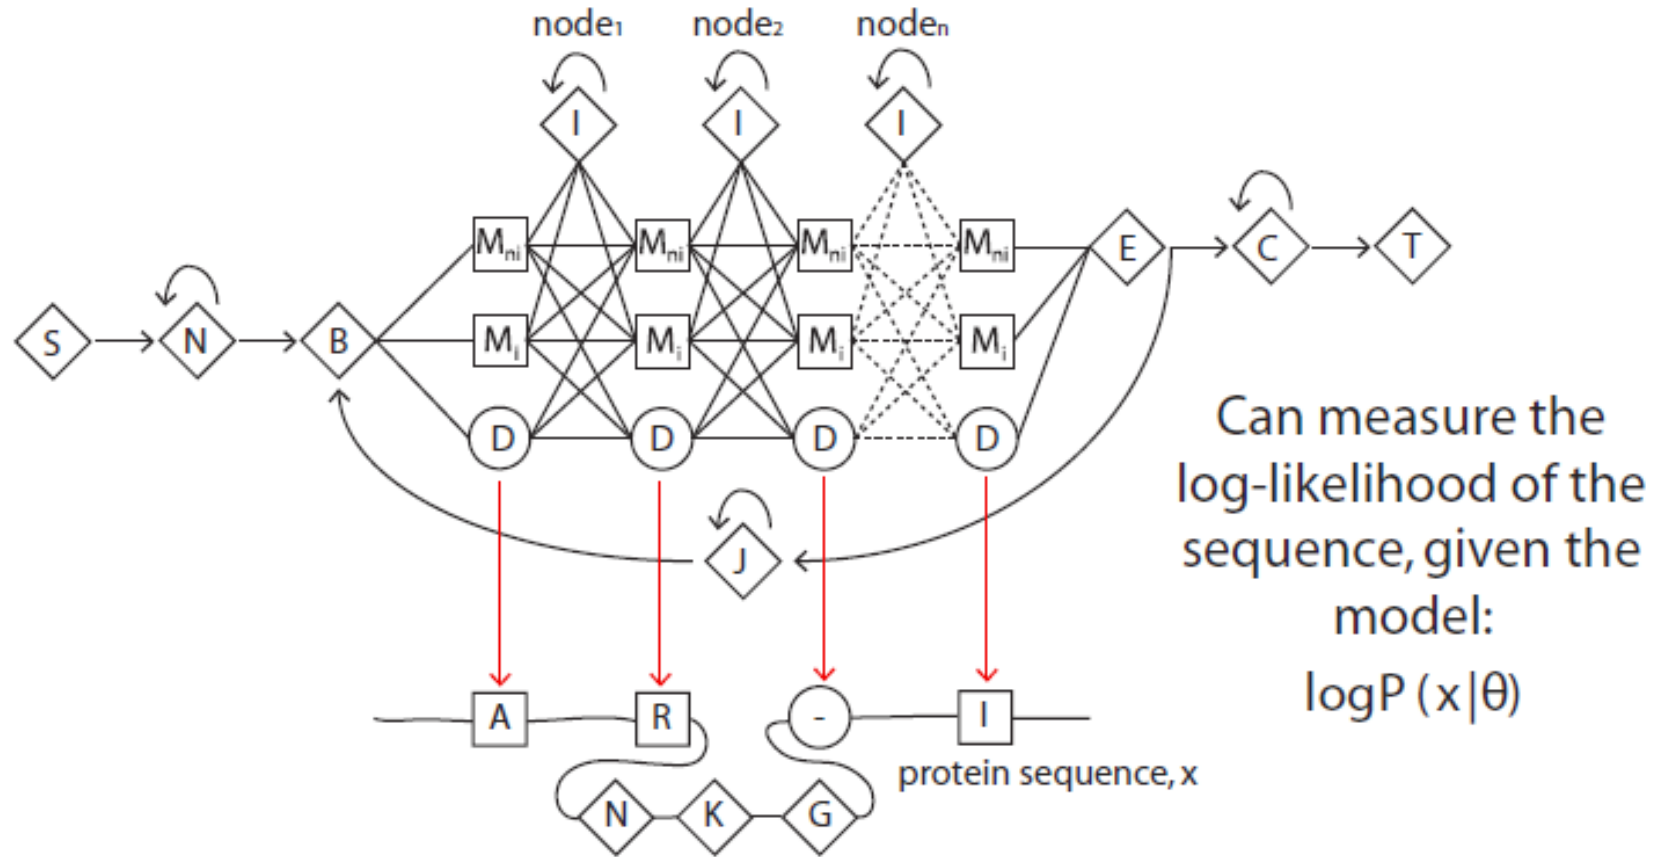 node₁ node₂ nodeₙ
I I I
Mₙᵢ Mₙᵢ Mₙᵢ Mₙᵢ E C T
S N B Mᵢ Mᵢ Mᵢ Mᵢ
D D D D
J
Can measure the
log-likelihood of the
sequence, given the
model:
logP (x|θ)
A R - I
protein sequence, x
N K G